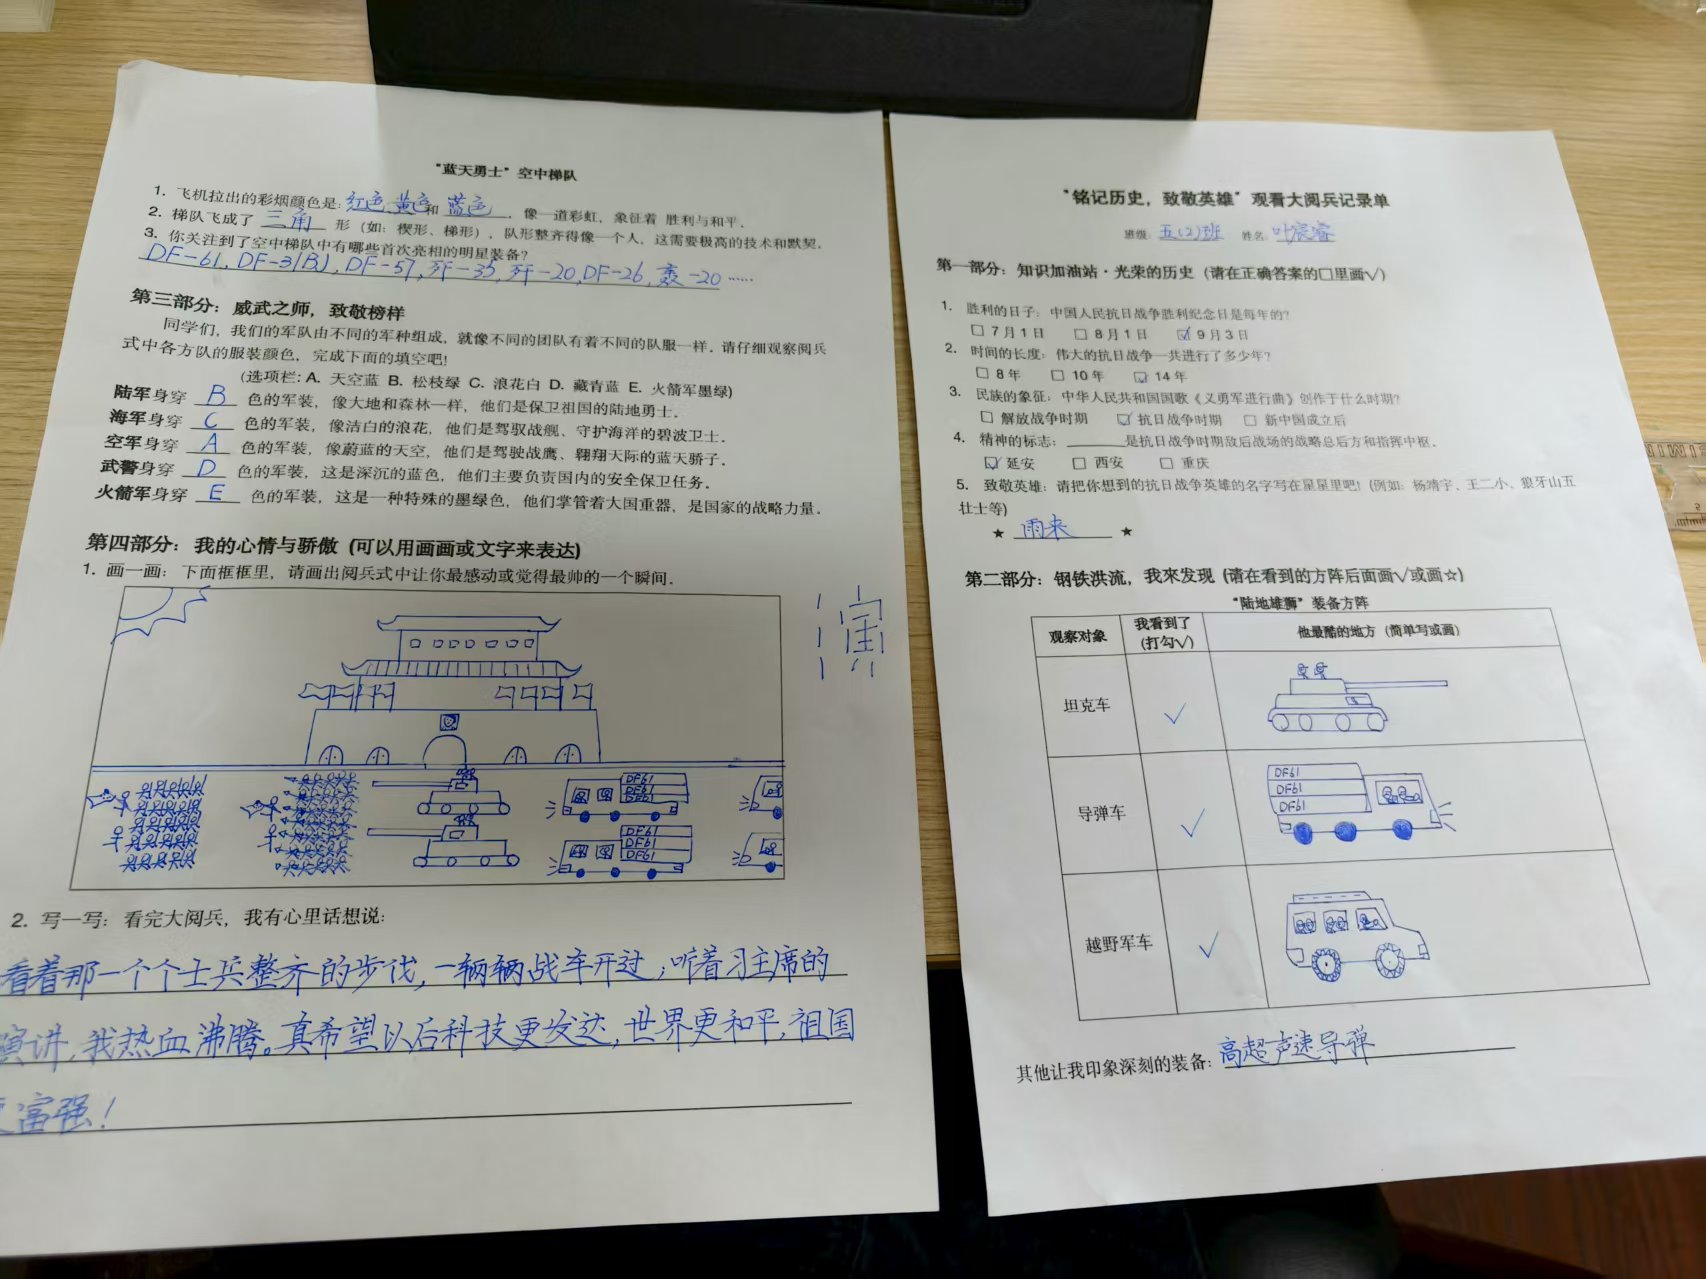 "蓝天勇士"空中梯队
1. 飞机拉出的彩烟颜色是: 红色 黄色 和 蓝色 , 像一道彩虹, 象征着 胜利与和平.
2. 梯队飞成了 三角 形 (如: 楔形、梯形) , 队形整齐得像一个人, 这需要极高的技术和默契.
3. 你关注到了空中梯队中有哪些首次亮相的明星装备?
DF-61, DF-31BJ, DF-57, 歼-35, 歼-20, DF-26, 轰-20 ……
第三部分: 威武之师, 致敬榜样
同学们, 我们的军队由不同的军种组成, 就像不同的团队有着不同的队服一样. 请仔细观察阅兵
式中各方队的服装颜色, 完成下面的填空吧!
(选项栏: A. 天空蓝 B. 松枝绿 C. 浪花白 D. 藏青蓝 E. 火箭军墨绿)
陆军身穿 B 色的军装, 像大地和森林一样, 他们是保卫祖国的陆地勇士.
海军身穿 C 色的军装, 像洁白的浪花, 他们是驾驭战舰、守护海洋的碧波卫士.
空军身穿 A 色的军装, 像蔚蓝的天空, 他们是驾驶战鹰、翱翔天际的蓝天骄子.
武警身穿 D 色的军装, 这是深沉的蓝色, 他们主要负责国内的安全保卫任务.
火箭军身穿 E 色的军装, 这是一种特殊的墨绿色, 他们掌管着大国重器, 是国家的战略力量.
第四部分: 我的心情与骄傲 (可以用画画或文字来表达)
1. 画一画: 下面框框里, 请画出阅兵式中让你最感动或觉得最帅的一个瞬间.
演
DF61
DF61
DF61
DF61
DF61
DF61
2. 写一写: 看完大阅兵, 我有心里话想说:
看着那一个个士兵整齐的步伐, 一辆辆战车开过, 听着习主席的
演讲, 我热血沸腾。真希望以后科技更发达, 世界更和平, 祖国
富强!
"铭记历史, 致敬英雄"观看大阅兵记录单
班级: 五(2)班 姓名: 叶宸睿
第一部分: 知识加油站·光荣的历史 (请在正确答案的□里画√)
1. 胜利的日子: 中国人民抗日战争胜利纪念日是每年的?
□ 7月1日 □ 8月1日 ☑ 9月3日
2. 时间的长度: 伟大的抗日战争一共进行了多少年?
□ 8年 □ 10年 ☑ 14年
3. 民族的象征: 中华人民共和国国歌《义勇军进行曲》创作于什么时期?
□ 解放战争时期 ☑ 抗日战争时期 □ 新中国成立后
4. 精神的标志: ______是抗日战争时期敌后战场的战略总后方和指挥中枢.
☑ 延安 □ 西安 □ 重庆
5. 致敬英雄: 请把你想到的抗日战争英雄的名字写在星星里吧! (例如: 杨靖宇、王二小、狼牙山五
壮士等)
★ 雨来 ★
第二部分: 钢铁洪流, 我来发现 (请在看到的方阵后面画√或画☆)
"陆地雄狮"装备方阵
观察对象 我看到了 (打勾√) 他最酷的地方 (简单写或画)
坦克车 √
导弹车 √
DF61
DF61
DF61
越野军车 √
其他让我印象深刻的装备: 高超声速导弹